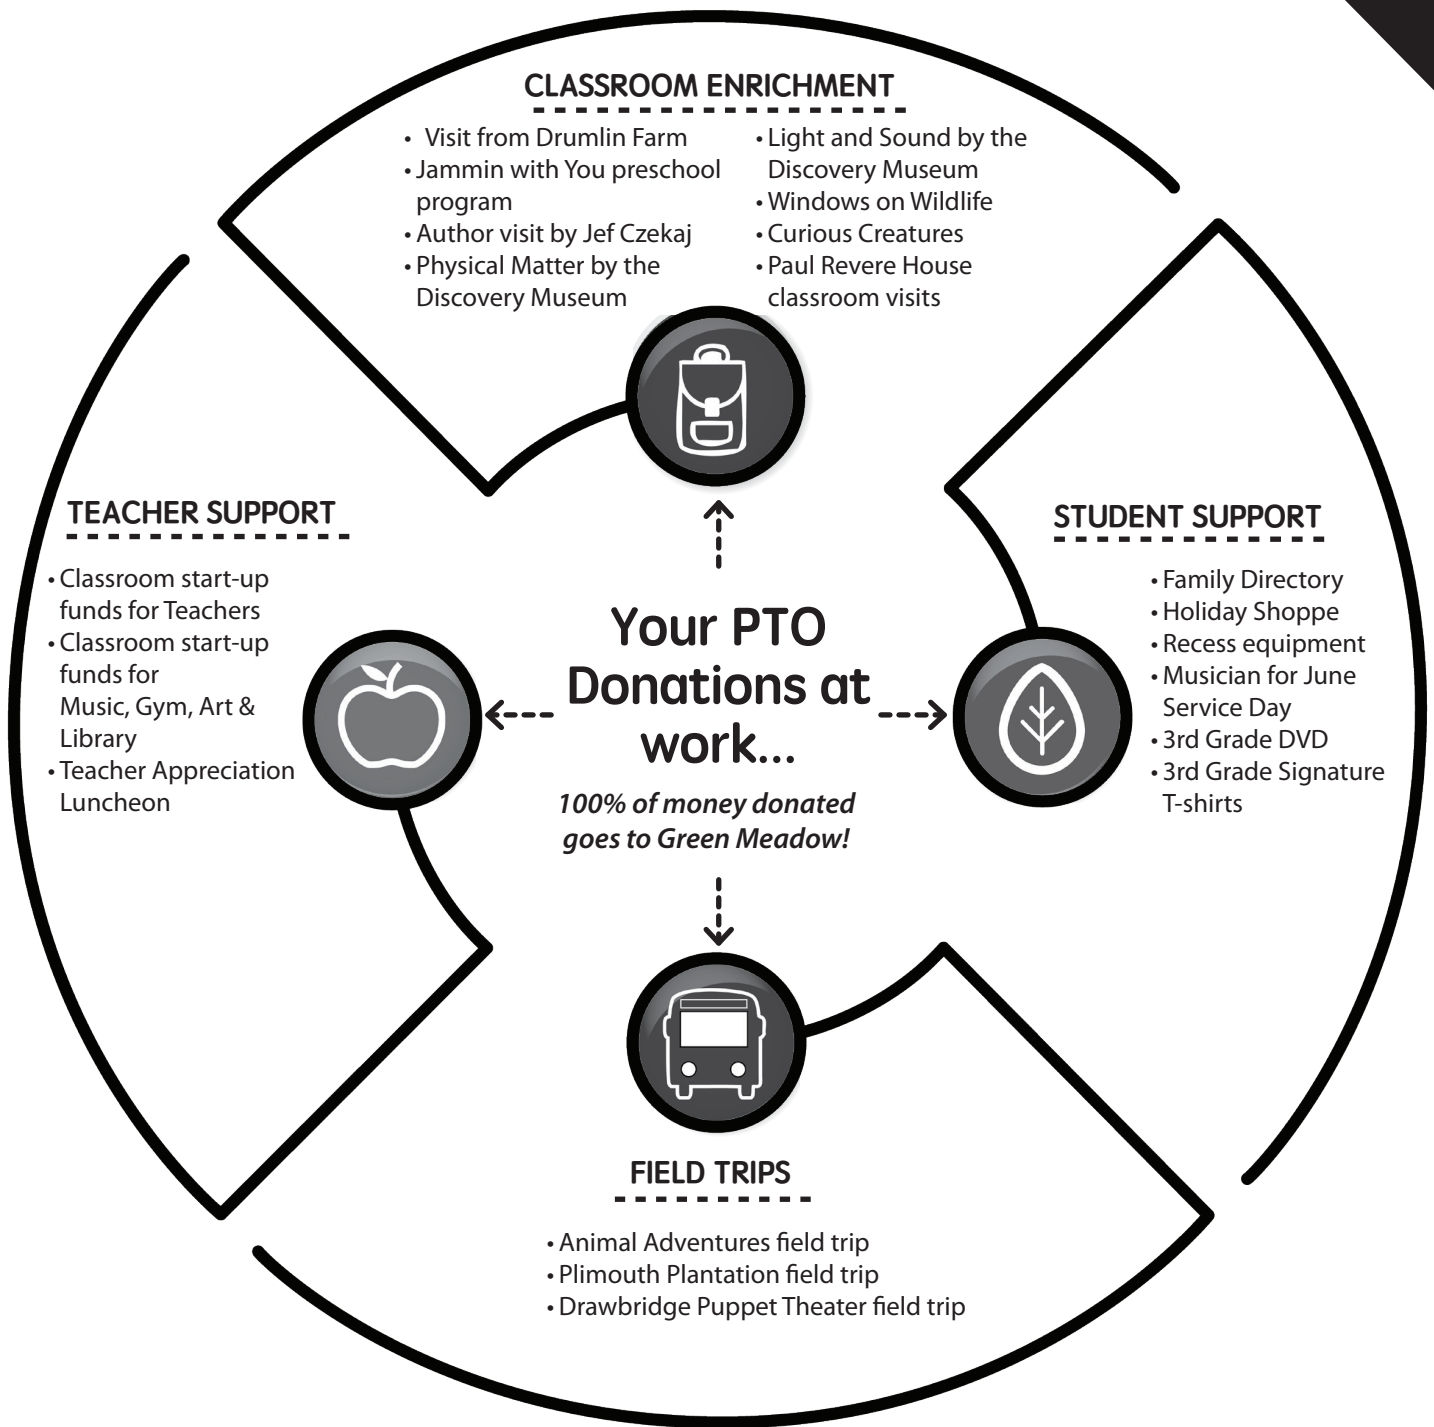 CLASSROOM ENRICHMENT
• Visit from Drumlin Farm
• Jammin with You preschool
program
• Author visit by Jef Czekaj
• Physical Matter by the
Discovery Museum
• Light and Sound by the
Discovery Museum
• Windows on Wildlife
• Curious Creatures
• Paul Revere House
classroom visits
TEACHER SUPPORT
• Classroom start-up
funds for Teachers
• Classroom start-up
funds for
Music, Gym, Art &
Library
• Teacher Appreciation
Luncheon
Your PTO
Donations at
work...
100% of money donated
goes to Green Meadow!
STUDENT SUPPORT
• Family Directory
• Holiday Shoppe
• Recess equipment
• Musician for June
Service Day
• 3rd Grade DVD
• 3rd Grade Signature
T-shirts
FIELD TRIPS
• Animal Adventures field trip
• Plimouth Plantation field trip
• Drawbridge Puppet Theater field trip